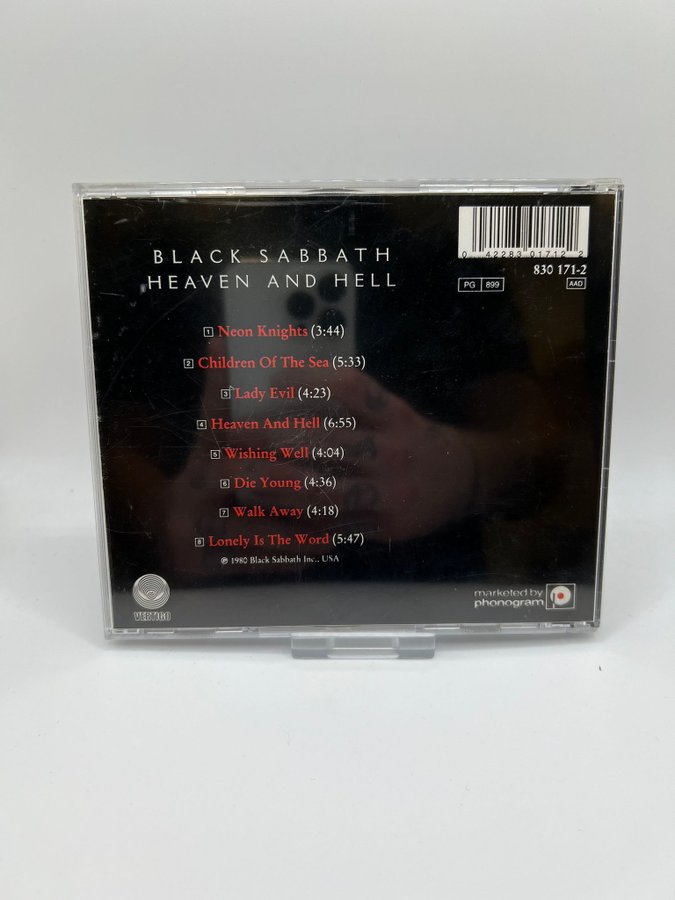 BLACK SABBATH
HEAVEN AND HELL
0 42283 01712 2
830 171-2
PG 899
AAD
1 Neon Knights (3:44)
2 Children Of The Sea (5:33)
3 Lady Evil (4:23)
4 Heaven And Hell (6:55)
5 Wishing Well (4:04)
6 Die Young (4:36)
7 Walk Away (4:18)
8 Lonely Is The Word (5:47)
℗ 1980 Black Sabbath Inc., USA
VERTIGO
marketed by
phonogram